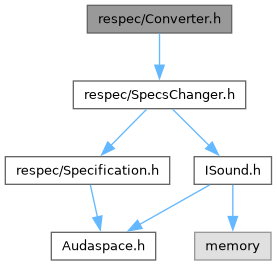 respec/Converter.h
respec/SpecsChanger.h
respec/Specification.h
ISound.h
Audaspace.h
memory